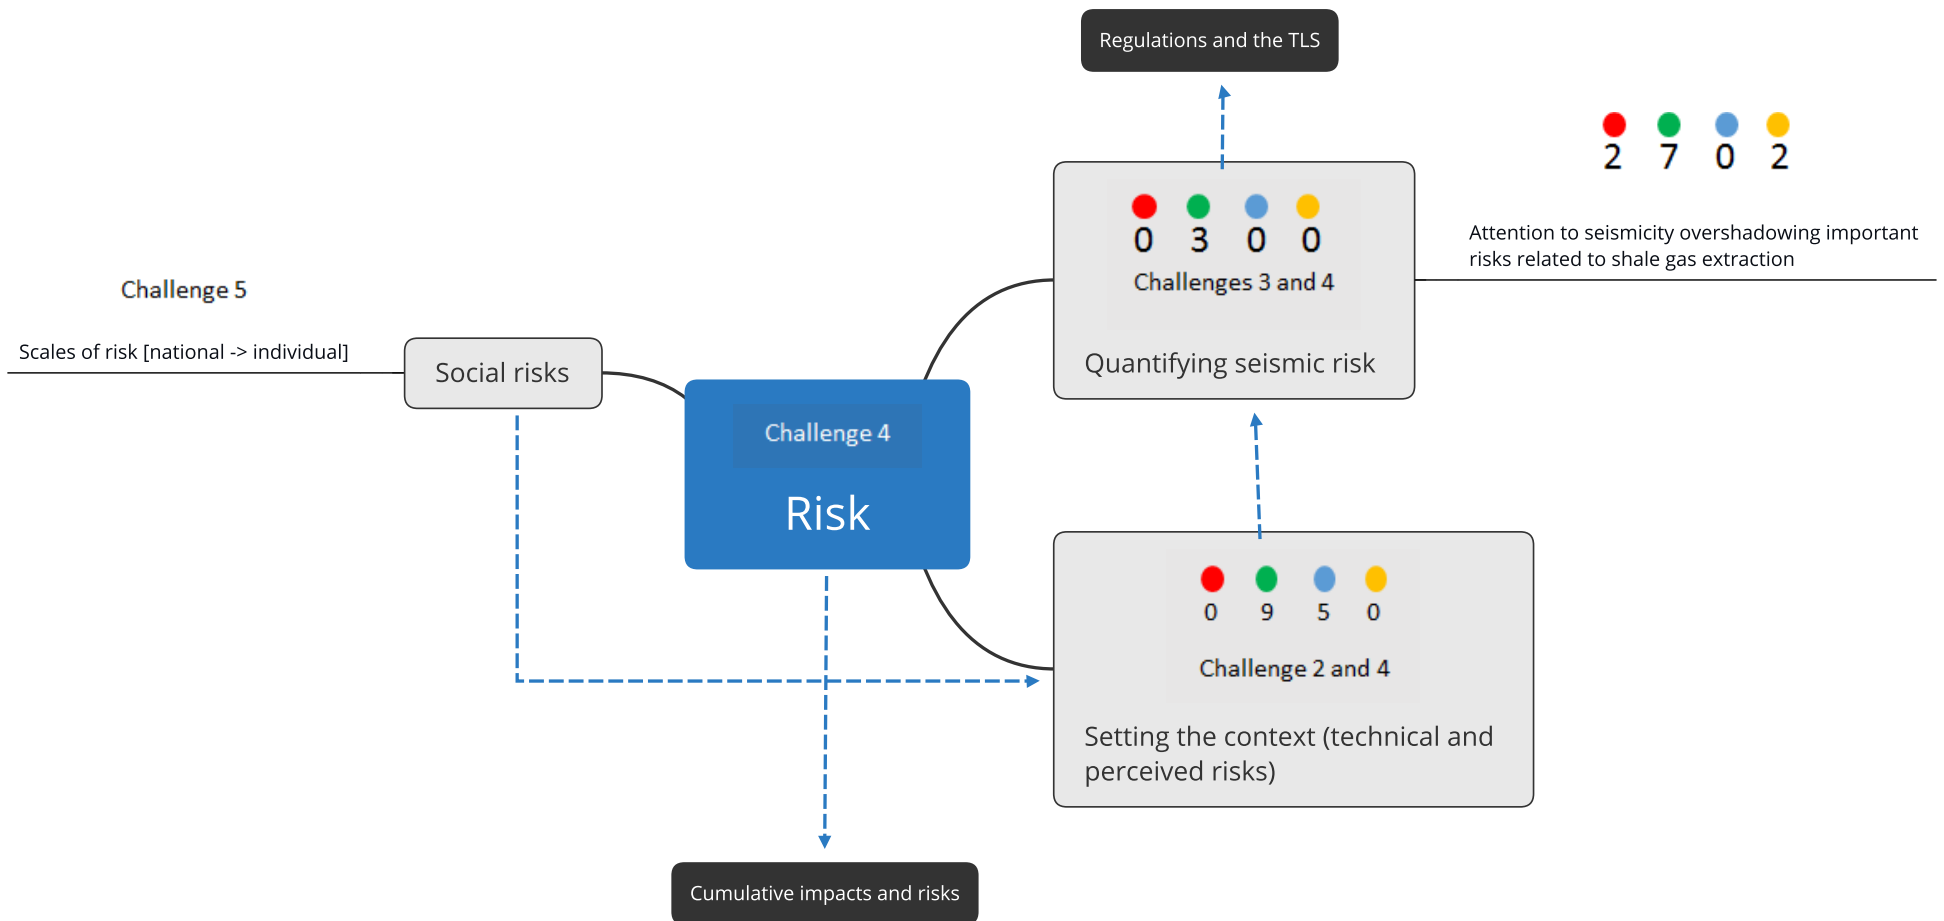 Regulations and the TLS
2 7 0 2
Attention to seismicity overshadowing important
risks related to shale gas extraction
0 3 0 0
Challenges 3 and 4
Quantifying seismic risk
Challenge 5
Scales of risk [national -> individual]
Social risks
Challenge 4
Risk
0 9 5 0
Challenge 2 and 4
Setting the context (technical and
perceived risks)
Cumulative impacts and risks